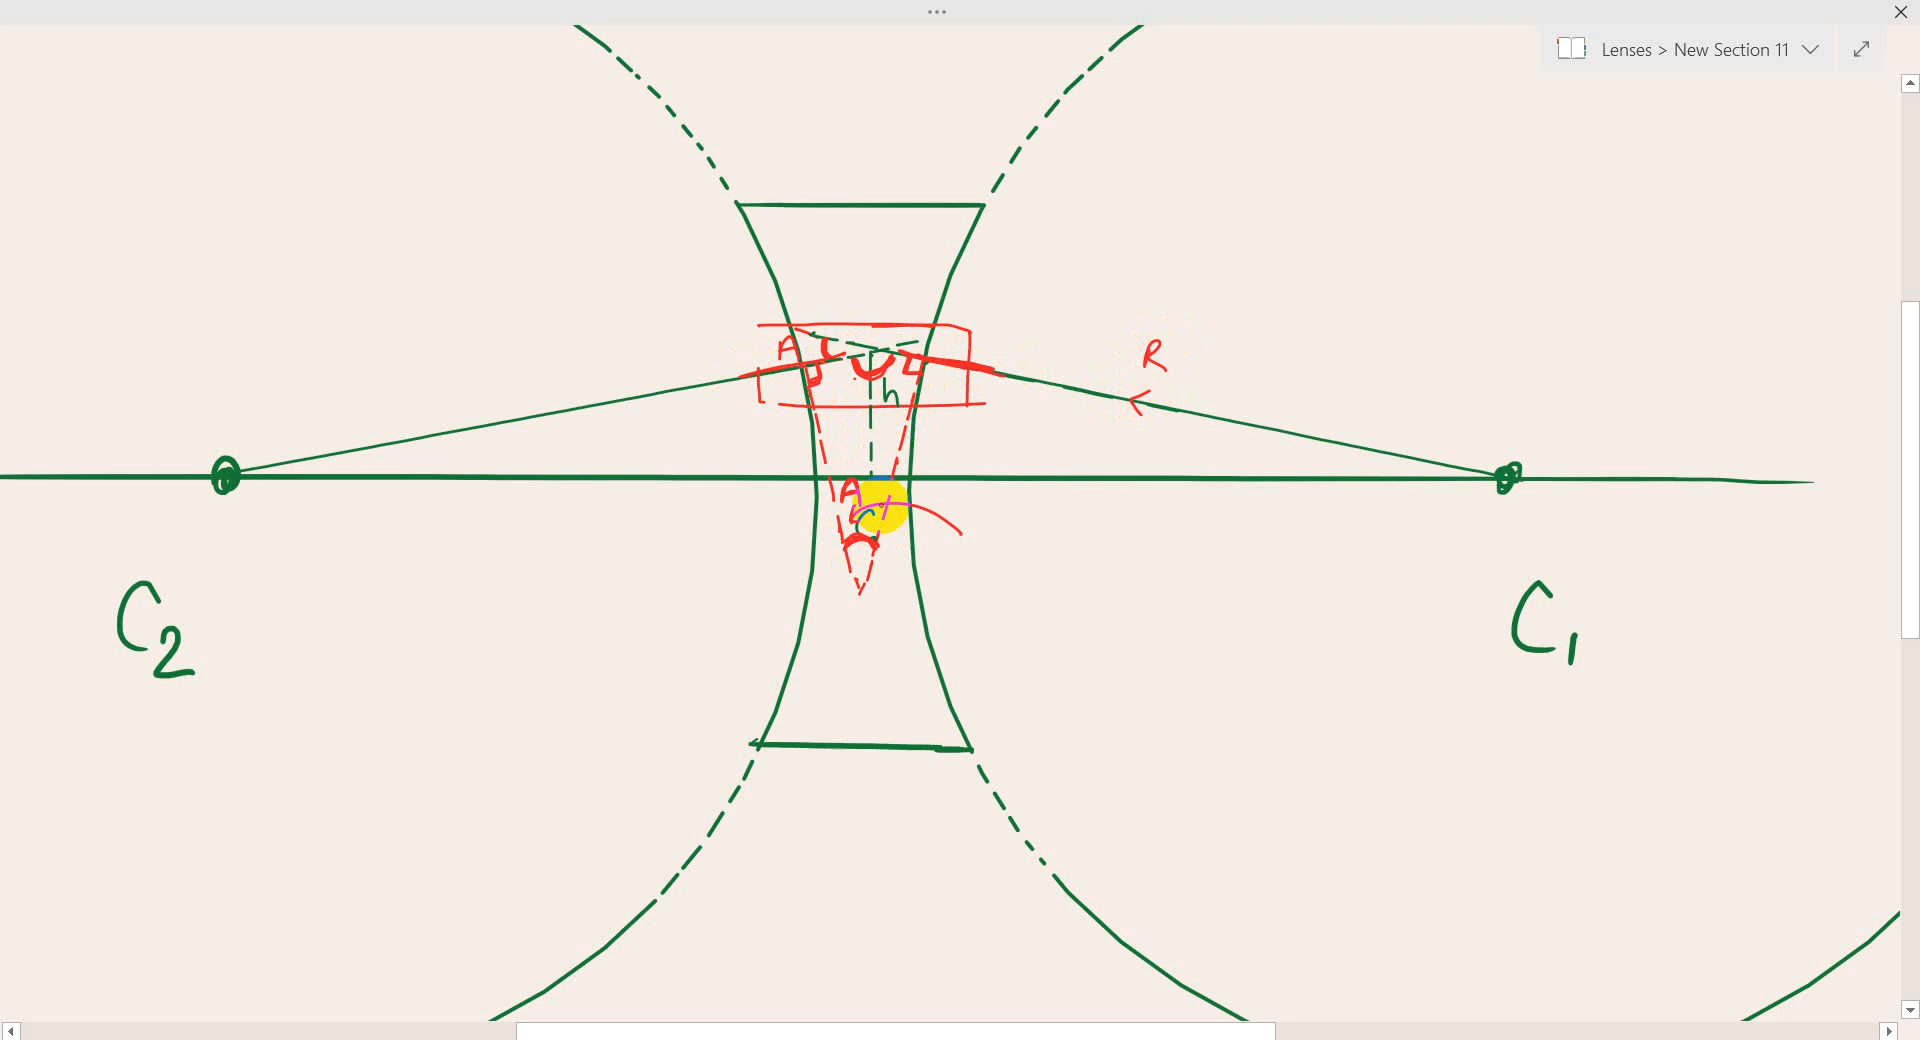 Lenses > New Section 11
R
A
h
A
C2
C1